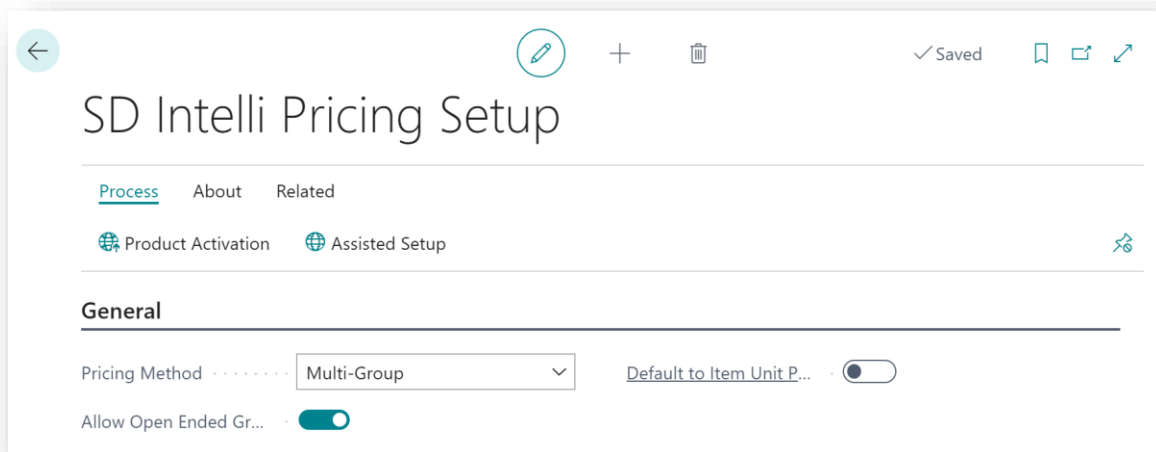 Saved
SD Intelli Pricing Setup
Process About Related
Product Activation Assisted Setup
General
Pricing Method Multi-Group Default to Item Unit P...
Allow Open Ended Gr...